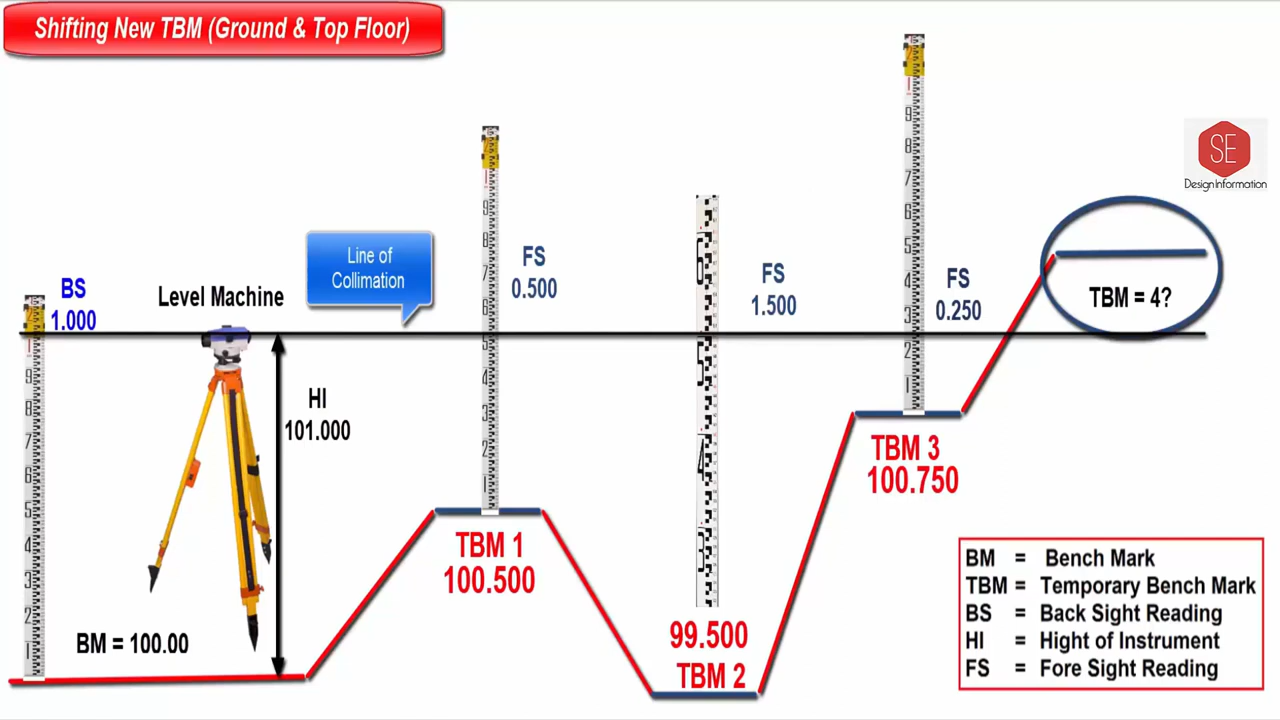 Shifting New TBM (Ground & Top Floor)
SE
DesignInformation
BS
1.000
Level Machine
Line of
Collimation
FS
0.500
FS
1.500
FS
0.250
TBM = 4?
HI
101.000
BM = 100.00
TBM 1
100.500
99.500
TBM 2
TBM 3
100.750
BM = Bench Mark
TBM = Temporary Bench Mark
BS = Back Sight Reading
HI = Hight of Instrument
FS = Fore Sight Reading